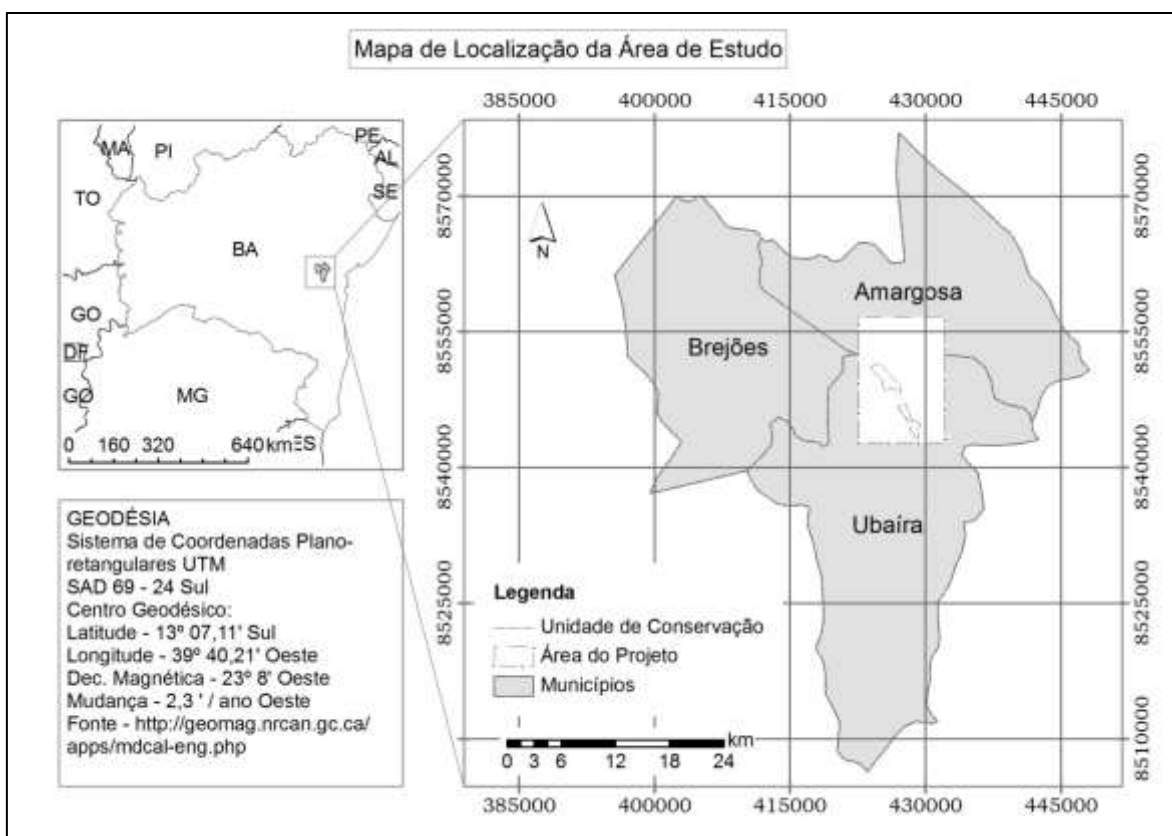 Mapa de Localização da Área de Estudo
385000 400000 415000 430000 445000
MA PI PE
AL
TO SE
BA
GO
DF
GO MG
ES
0 160 320 640 km
8570000 8570000
8555000 8555000
8540000 8540000
8525000 8525000
8510000 8510000
N
Amargosa
Brejões
Ubaíra
GEODÉSIA
Sistema de Coordenadas Plano-
retangulares UTM
SAD 69 - 24 Sul
Centro Geodésico:
Latitude - 13º 07,11' Sul
Longitude - 39º 40,21' Oeste
Dec. Magnética - 23º 8' Oeste
Mudança - 2,3 ' / ano Oeste
Fonte - http://geomag.nrcan.gc.ca/
apps/mdcal-eng.php
Legenda
Unidade de Conservação
Área do Projeto
Municípios
km
0 3 6 12 18 24
385000 400000 415000 430000 445000